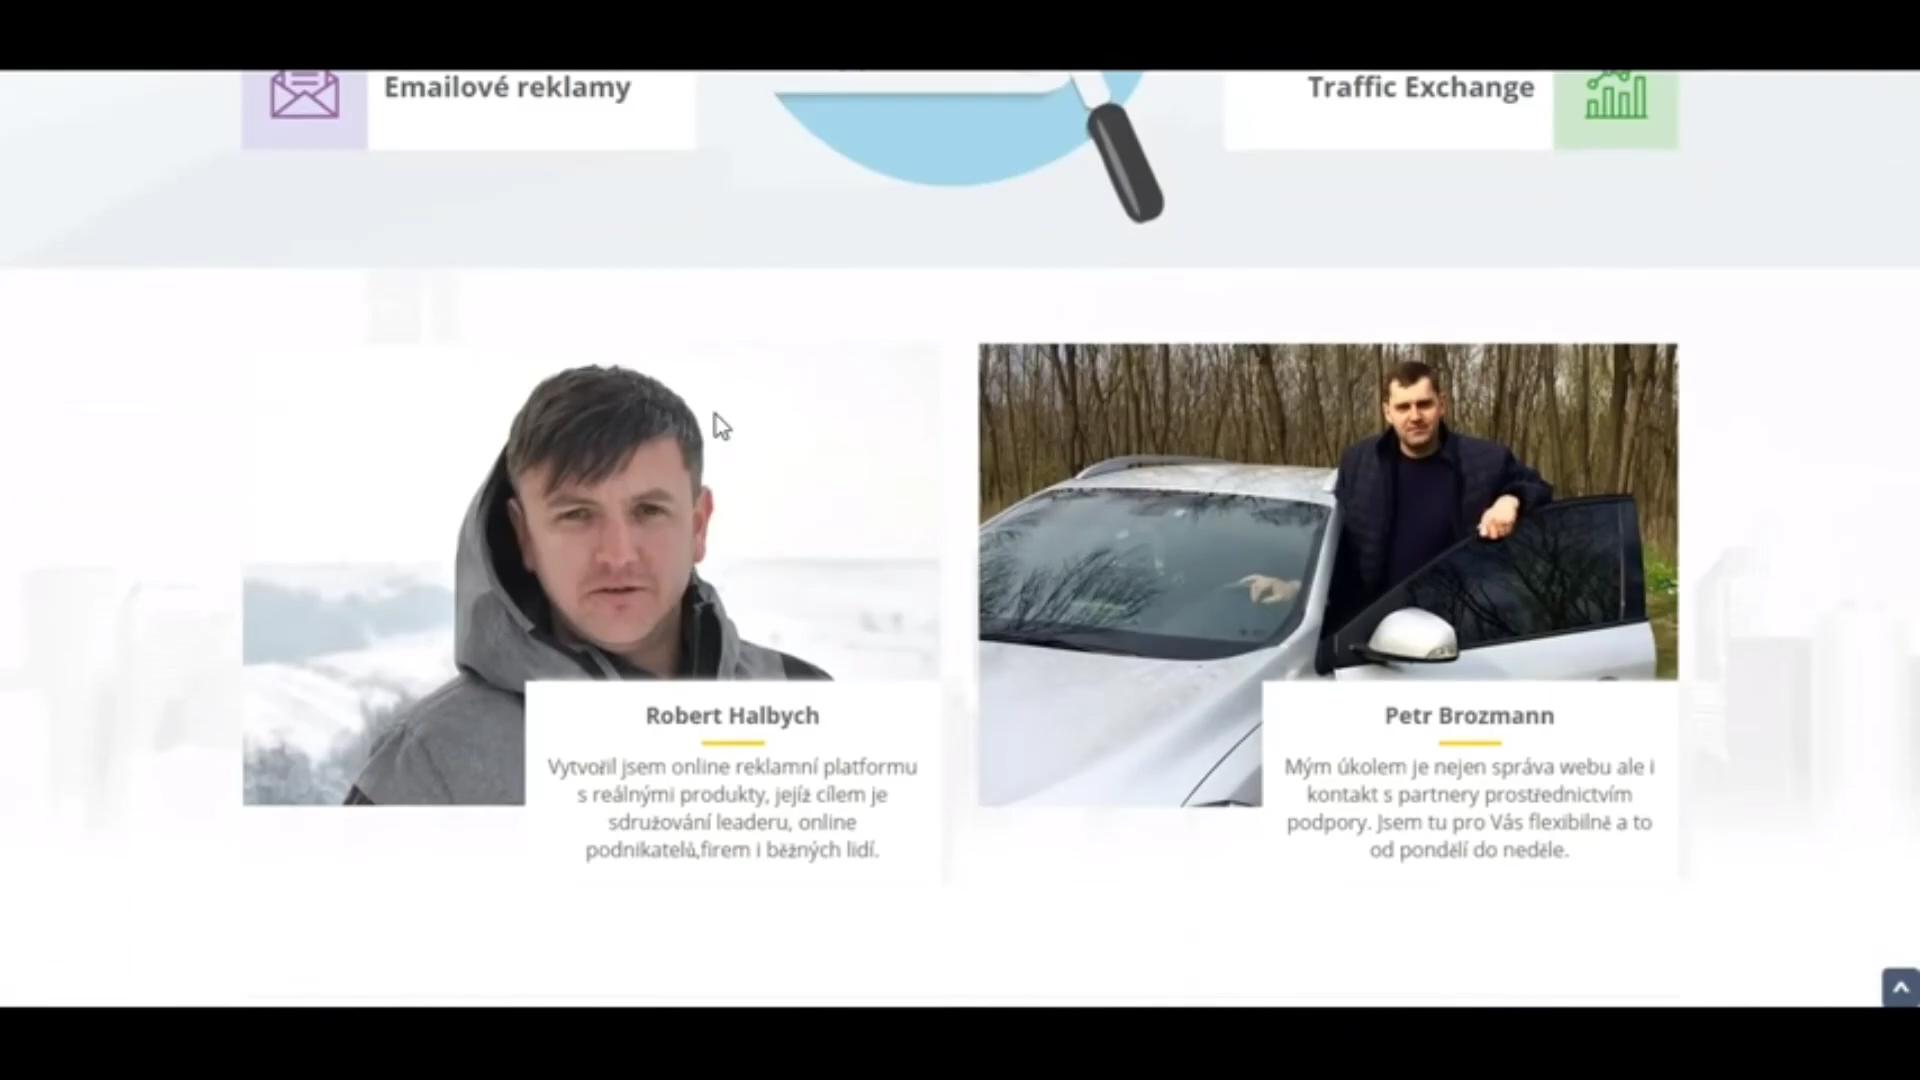 Emailové reklamy
Traffic Exchange
Robert Halbych
Vytvořil jsem online reklamní platformu
s reálnými produkty, jejíž cílem je
sdružování leaderu, online
podnikatelů,firem i běžných lidí.
Petr Brozmann
Mým úkolem je nejen správa webu ale i
kontakt s partnery prostřednictvím
podpory. Jsem tu pro Vás flexibilně a to
od pondělí do neděle.